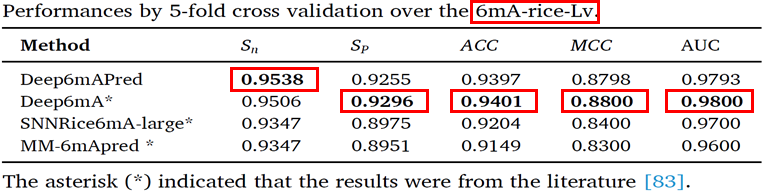 Performances by 5-fold cross validation over the 6mA-rice-Lv.
Method Sn SP ACC MCC AUC
Deep6mAPred 0.9538 0.9255 0.9397 0.8798 0.9793
Deep6mA* 0.9506 0.9296 0.9401 0.8800 0.9800
SNNRice6mA-large* 0.9347 0.8975 0.9204 0.8400 0.9700
MM-6mApred * 0.9347 0.8951 0.9149 0.8300 0.9600
The asterisk (*) indicated that the results were from the literature [83].